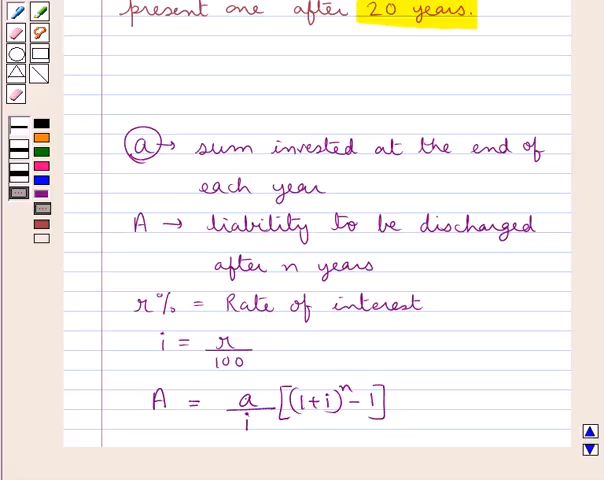 present one after 20 years.
a → sum invested at the end of
each year
A → liability to be discharged
after n years
r% = Rate of interest
i = r/100
A = a/i [(1+i)^n - 1]